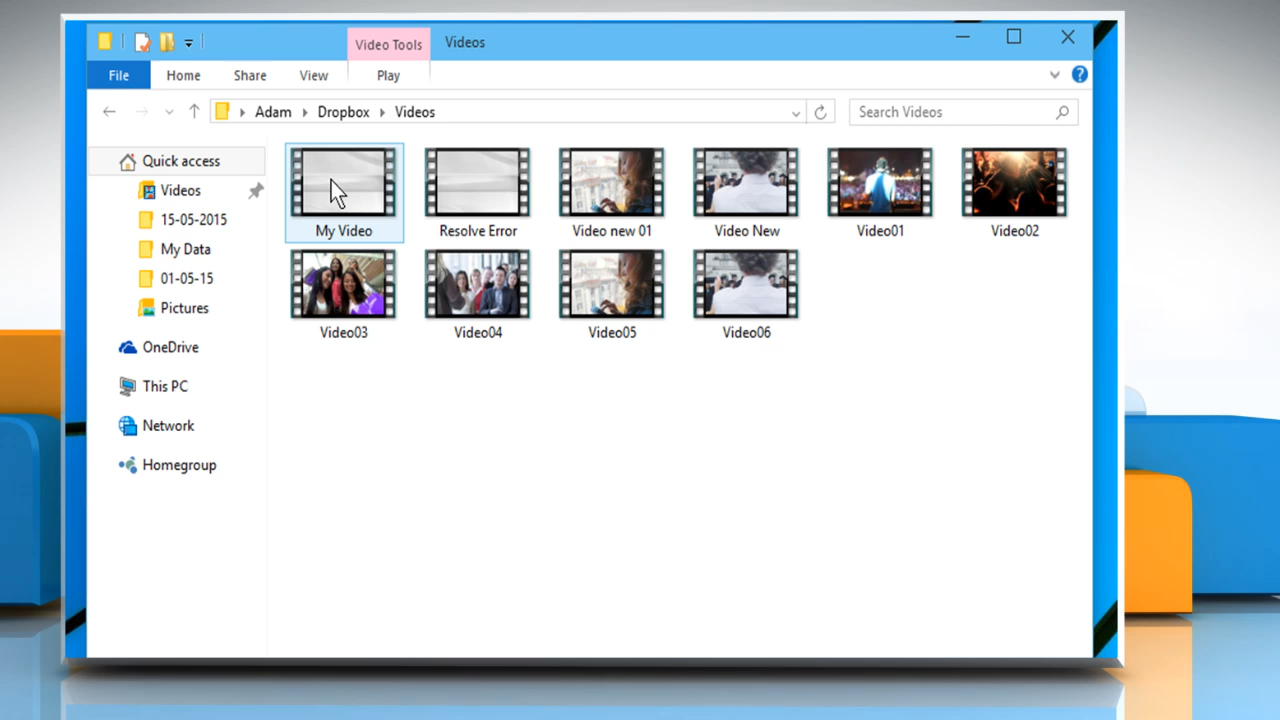 Video Tools Videos
File Home Share View Play
Adam Dropbox Videos Search Videos
Quick access
Videos
15-05-2015
My Data
01-05-15
Pictures
OneDrive
This PC
Network
Homegroup
My Video Resolve Error Video new 01 Video New Video01 Video02
Video03 Video04 Video05 Video06